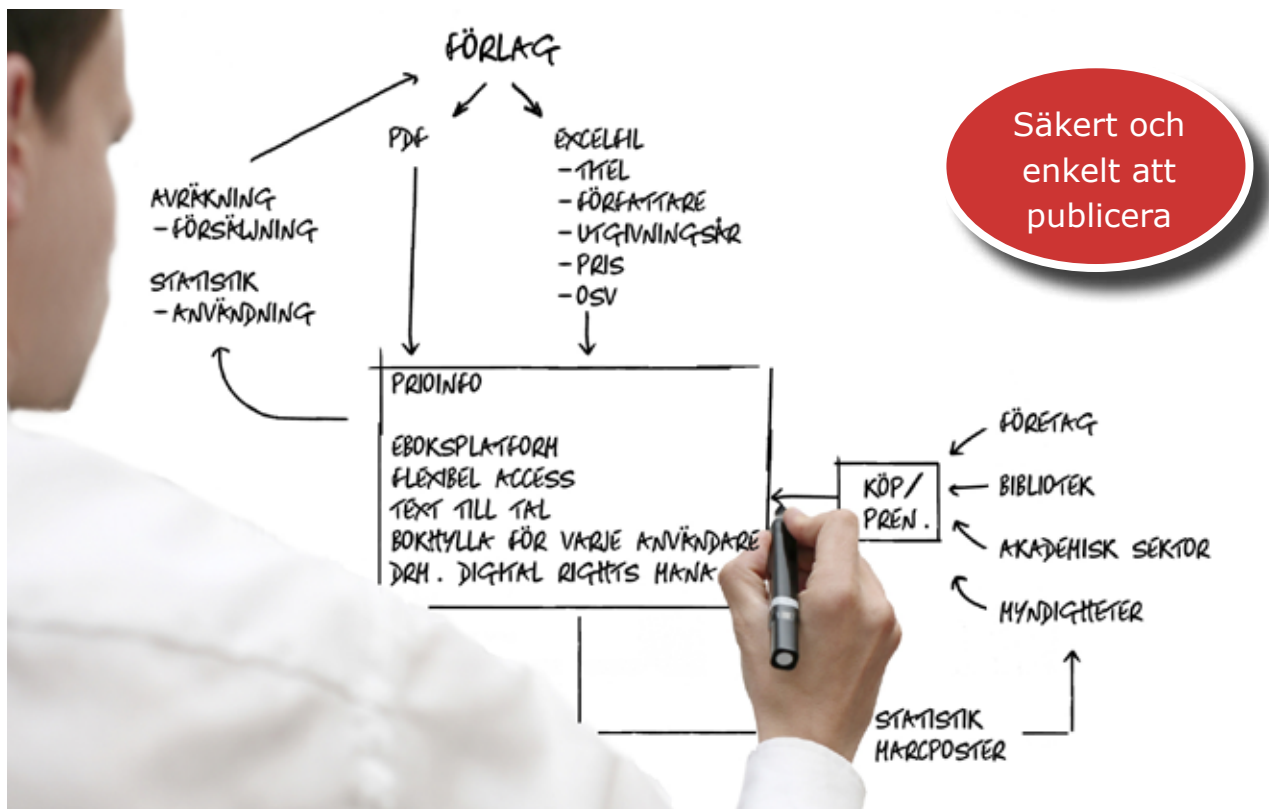 FÖRLAG
PDF
EXCELFIL
-TITEL
-FÖRFATTARE
-UTGIVNINGSÅR
-PRIS
-OSV
AVRÄKNING
-FÖRSÄLJNING
STATISTIK
-ANVÄNDNING
Säkert och
enkelt att
publicera
PRIOINFO
EBOKSPLATFORM
FLEXIBEL ACCESS
TEXT TILL TAL
BOKHYLLA FÖR VARJE ANVÄNDARE
DRM. DIGITAL RIGHTS MANA
KÖP/
PREN.
FÖRETAG
BIBLIOTEK
AKADEMISK SEKTOR
MYNDIGHETER
STATISTIK
MARCPOSTER